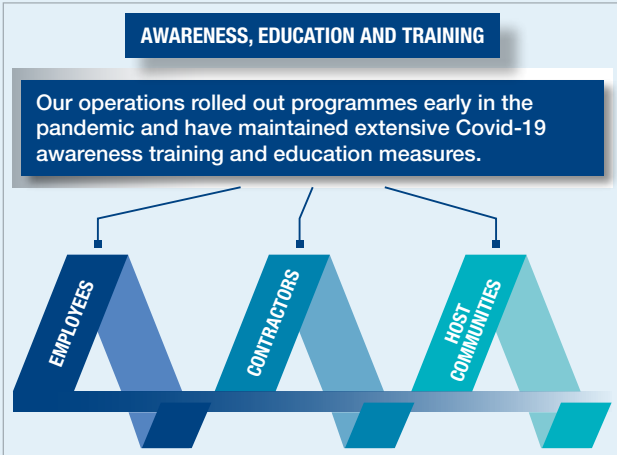 AWARENESS, EDUCATION AND TRAINING
Our operations rolled out programmes early in the
pandemic and have maintained extensive Covid-19
awareness training and education measures.
EMPLOYEES
CONTRACTORS
HOST
COMMUNITIES